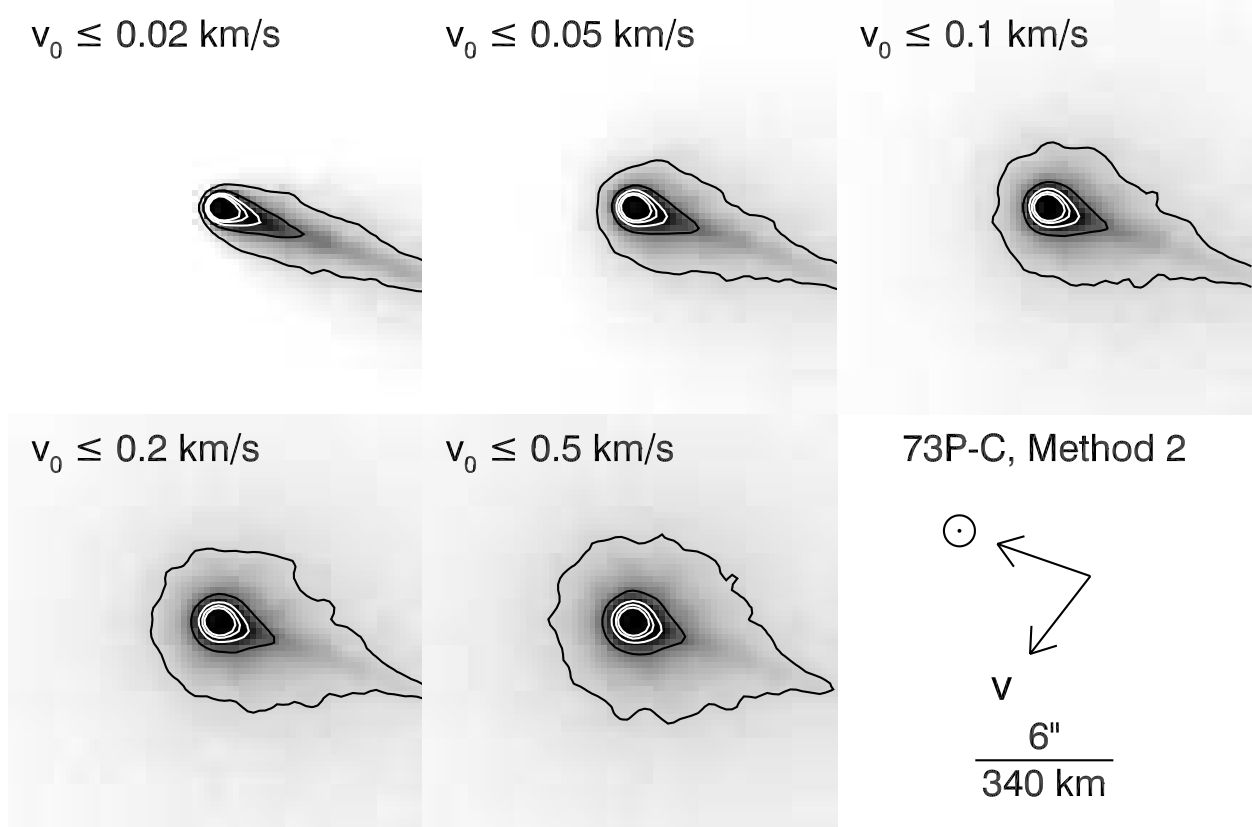 v₀ ≤ 0.02 km/s
v₀ ≤ 0.05 km/s
v₀ ≤ 0.1 km/s
v₀ ≤ 0.2 km/s
v₀ ≤ 0.5 km/s
73P-C, Method 2
v
6"
340 km